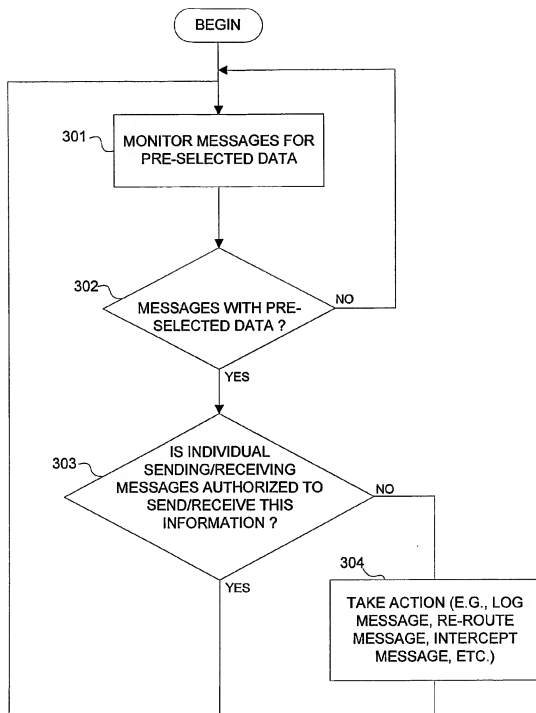 BEGIN
301
MONITOR MESSAGES FOR
PRE-SELECTED DATA
302
MESSAGES WITH PRE-
SELECTED DATA ?
NO
YES
303
IS INDIVIDUAL
SENDING/RECEIVING
MESSAGES AUTHORIZED TO
SEND/RECEIVE THIS
INFORMATION ?
NO
YES
304
TAKE ACTION (E.G., LOG
MESSAGE, RE-ROUTE
MESSAGE, INTERCEPT
MESSAGE, ETC.)